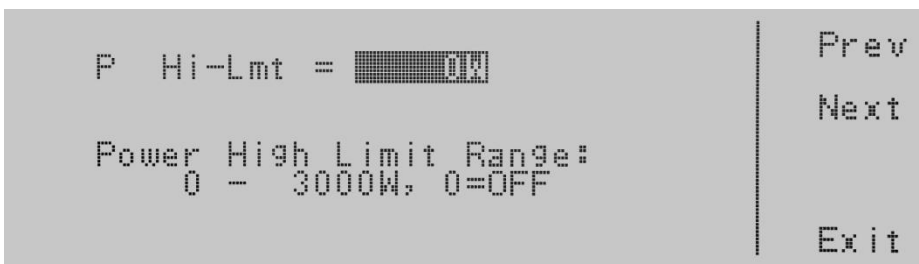 P Hi-Lmt = 0W
Power High Limit Range:
0 - 3000W, 0=OFF
Prev
Next
Exit